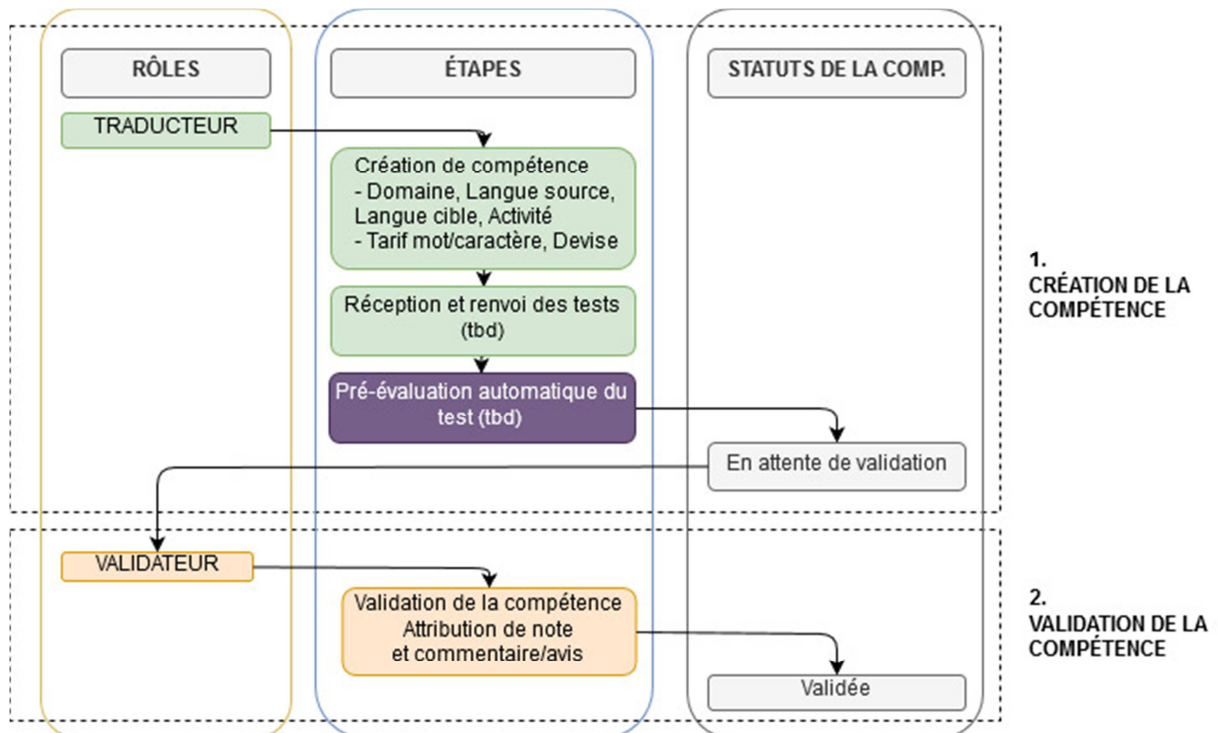 RÔLES
ÉTAPES
STATUTS DE LA COMP.
TRADUCTEUR
Création de compétence
- Domaine, Langue source,
Langue cible, Activité
- Tarif mot/caractère, Devise
Réception et renvoi des tests
(tbd)
Pré-évaluation automatique du
test (tbd)
En attente de validation
1.
CRÉATION DE LA
COMPÉTENCE
VALIDATEUR
Validation de la compétence
Attribution de note
et commentaire/avis
Validée
2.
VALIDATION DE LA
COMPÉTENCE